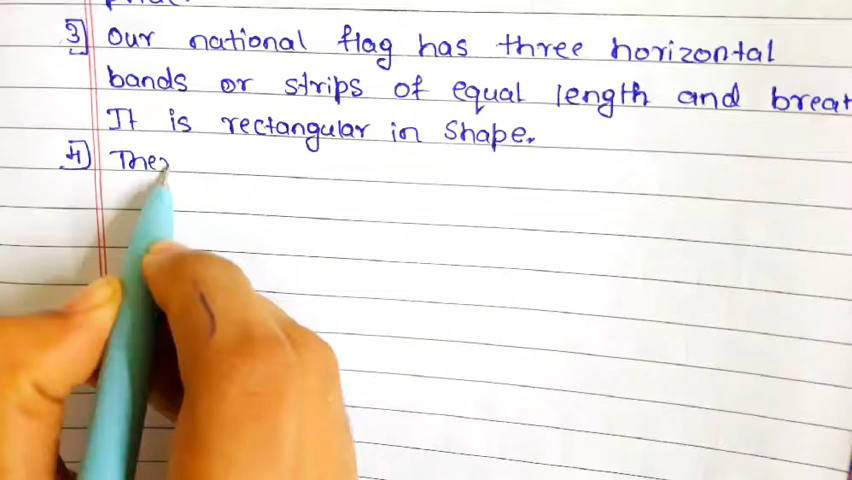 3] Our national flag has three horizontal
bands or strips of equal length and breat
It is rectangular in shape.
4] The